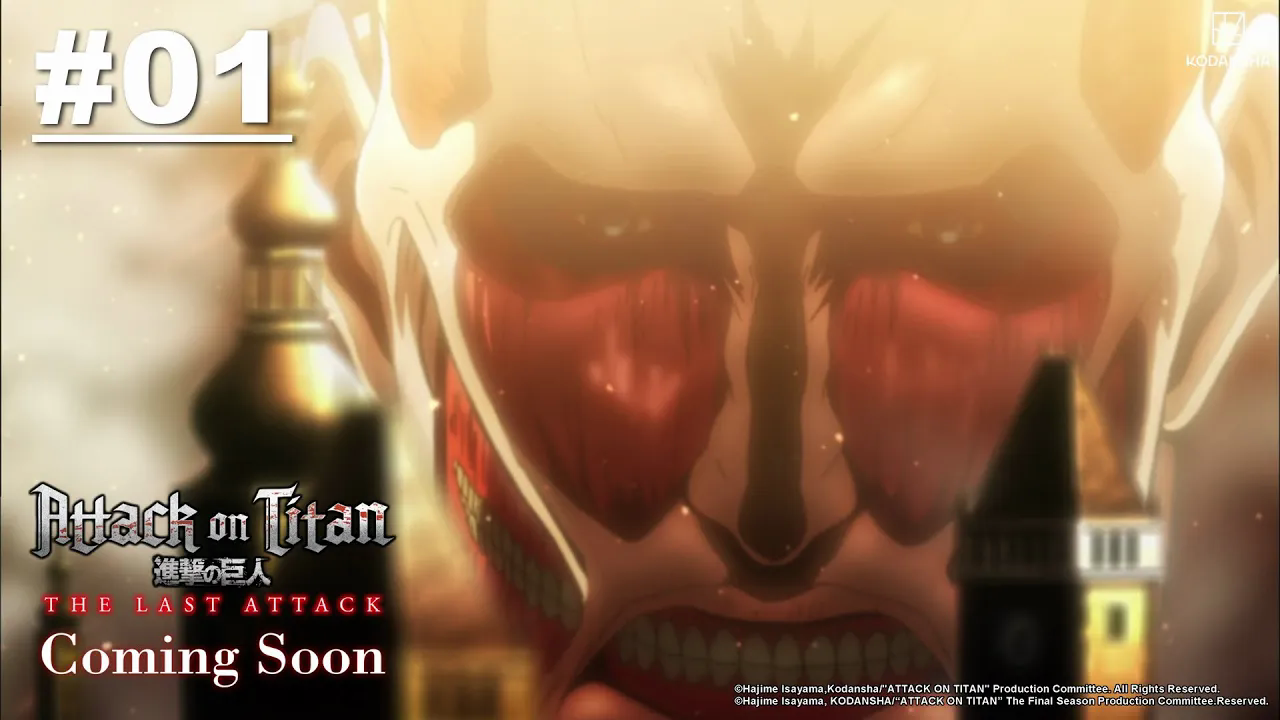 #01
KODANSHA
Attack on Titan
進撃の巨人
THE LAST ATTACK
Coming Soon
©Hajime Isayama,Kodansha/"ATTACK ON TITAN" Production Committee. All Rights Reserved.
©Hajime Isayama, KODANSHA/“ATTACK ON TITAN” The Final Season Production Committee.Reserved.